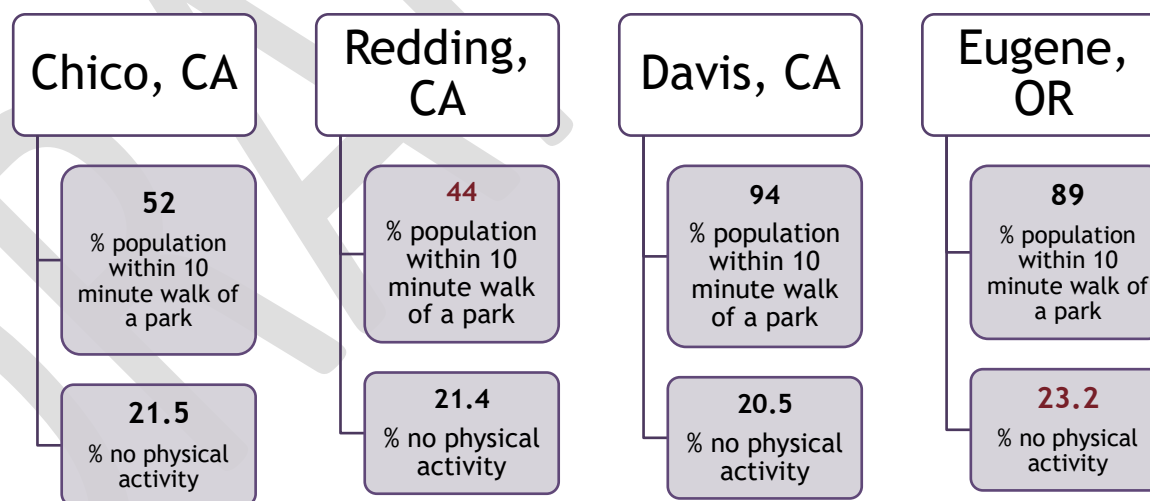 Chico, CA
52
% population
within 10
minute walk of
a park
21.5
% no physical
activity
Redding,
CA
44
% population
within 10
minute walk
of a park
21.4
% no physical
activity
Davis, CA
94
% population
within 10
minute walk
of a park
20.5
% no physical
activity
Eugene,
OR
89
% population
within 10
minute walk of
a park
23.2
% no physical
activity